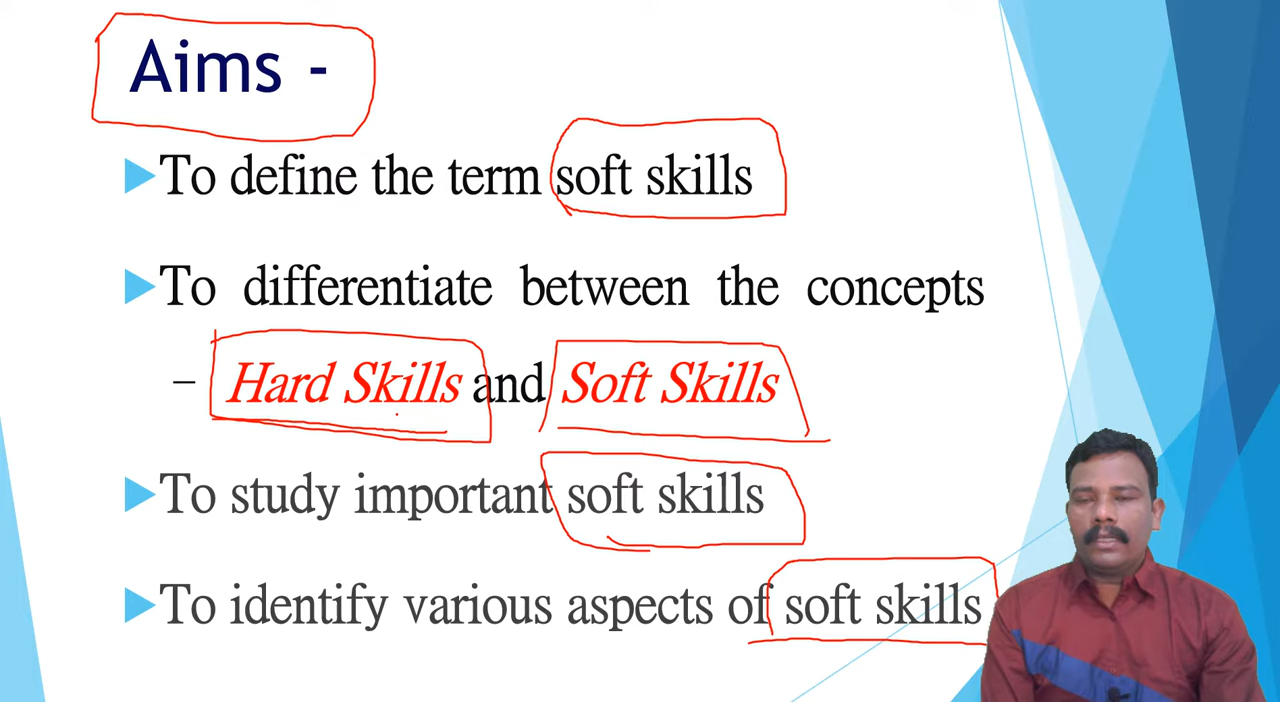 Aims -
To define the term soft skills
To differentiate between the concepts
– Hard Skills and Soft Skills
To study important soft skills
To identify various aspects of soft skills